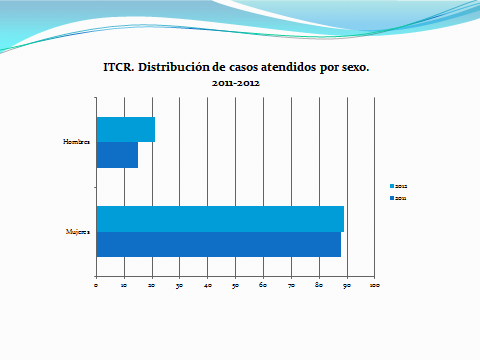 ITCR. Distribución de casos atendidos por sexo.
2011-2012
Hombres
Mujeres
2012
2011
0 10 20 30 40 50 60 70 80 90 100